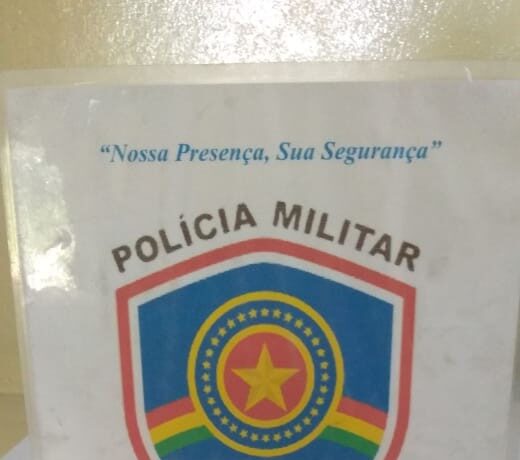 “Nossa Presença, Sua Segurança”
POLÍCIA MILITAR